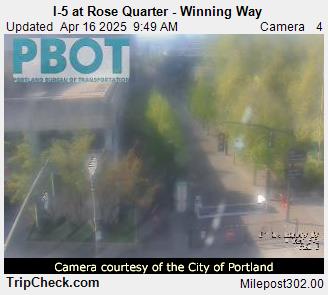 I-5 at Rose Quarter - Winning Way
Updated Apr 16 2025 9:49 AM Camera 4
PBOT
PORTLAND BUREAU OF TRANSPORTATION
Camera courtesy of the City of Portland
TripCheck.com Milepost302.00